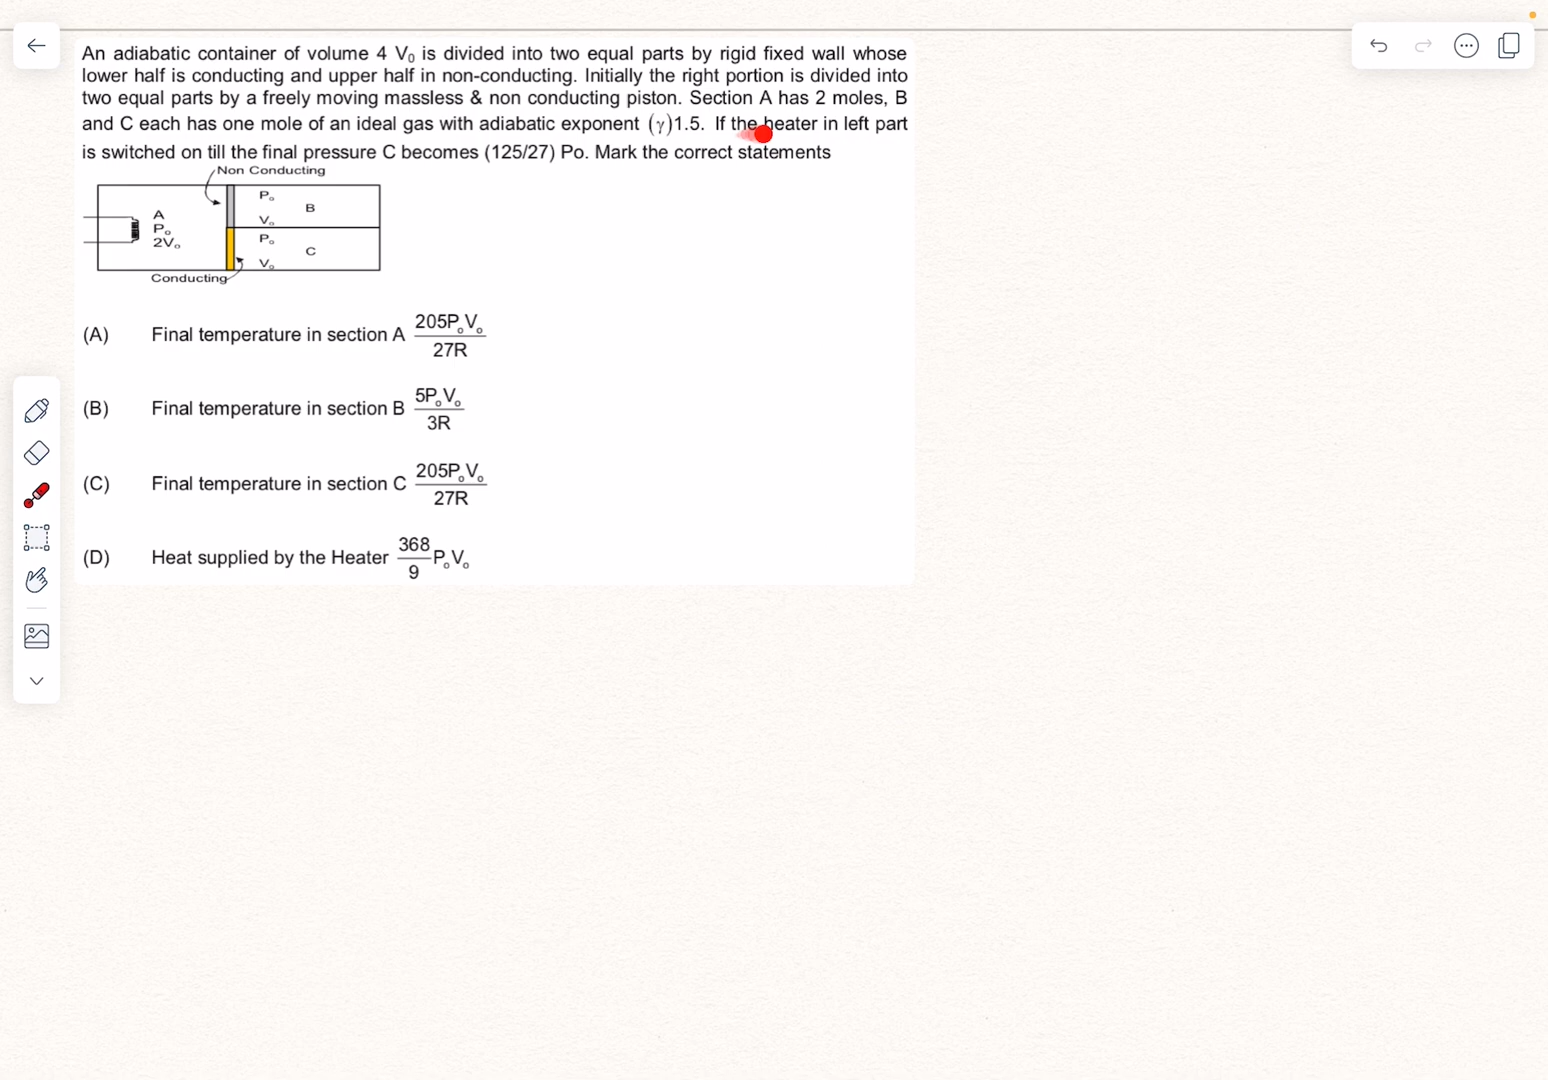 An adiabatic container of volume 4 V₀ is divided into two equal parts by rigid fixed wall whose
lower half is conducting and upper half in non-conducting. Initially the right portion is divided into
two equal parts by a freely moving massless & non conducting piston. Section A has 2 moles, B
and C each has one mole of an ideal gas with adiabatic exponent (γ)1.5. If the heater in left part
is switched on till the final pressure C becomes (125/27) Po. Mark the correct statements
Non Conducting
A
Pₒ
2Vₒ
Pₒ
B
Vₒ
Pₒ
C
Vₒ
Conducting
(A) Final temperature in section A 205PₒVₒ/27R
(B) Final temperature in section B 5PₒVₒ/3R
(C) Final temperature in section C 205PₒVₒ/27R
(D) Heat supplied by the Heater 368/9 PₒVₒ